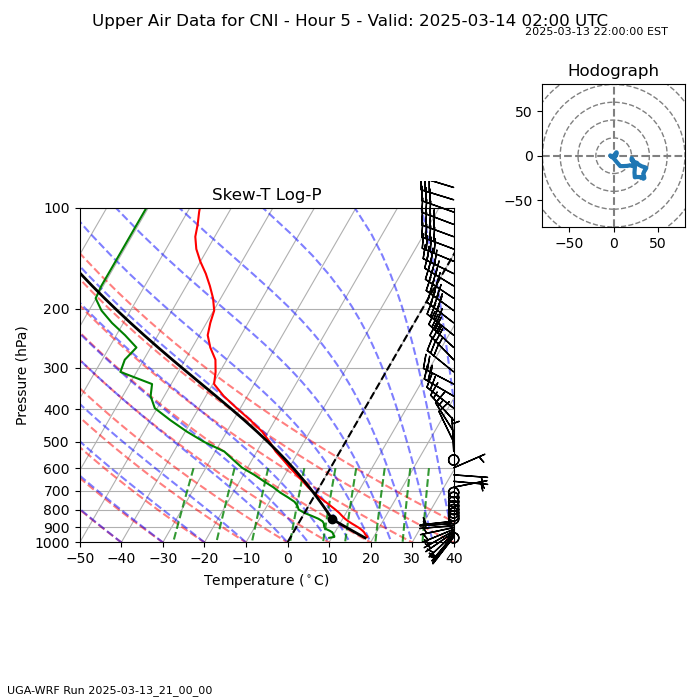 Upper Air Data for CNI - Hour 5 - Valid: 2025-03-14 02:00 UTC
2025-03-13 22:00:00 EST
Hodograph
50
0
−50
−50 0 50
Skew-T Log-P
100
200
300
400
500
600
700
800
900
1000
Pressure (hPa)
−50 −40 −30 −20 −10 0 10 20 30 40
Temperature (°C)
UGA-WRF Run 2025-03-13_21_00_00